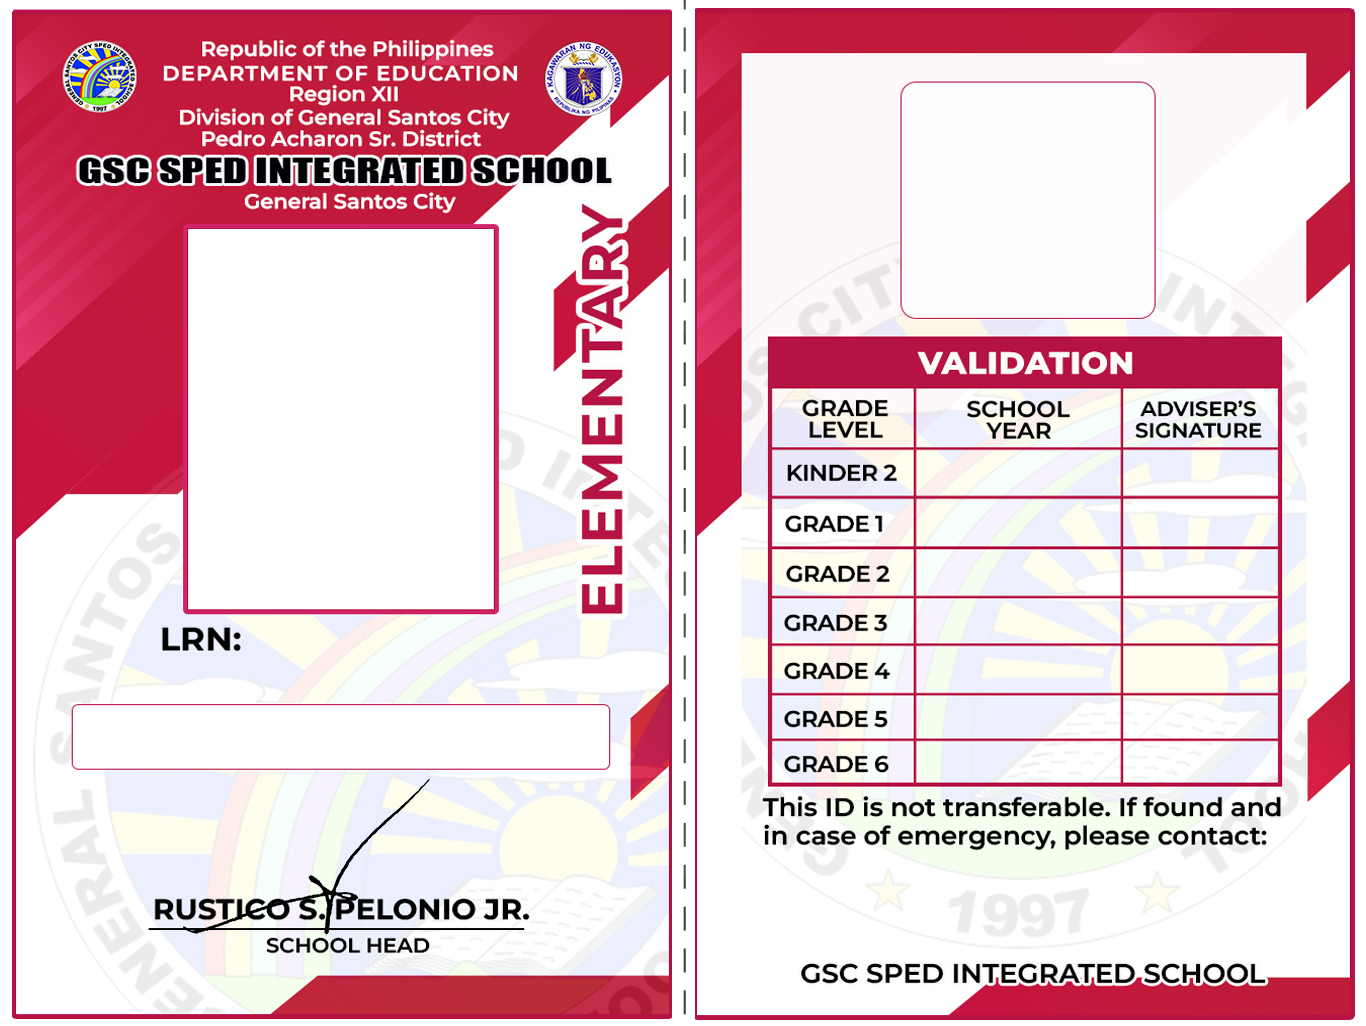 Republic of the Philippines
DEPARTMENT OF EDUCATION
Region XII
Division of General Santos City
Pedro Acharon Sr. District
GSC SPED INTEGRATED SCHOOL
General Santos City
GENERAL SANTOS CITY SPED INTEGRATED SCHOOL
1997
KAGAWARAN NG EDUKASYON
REPUBLIKA NG PILIPINAS
ELEMENTARY
LRN:
RUSTICO S. PELONIO JR.
SCHOOL HEAD
VALIDATION
GRADE LEVEL
SCHOOL YEAR
ADVISER'S SIGNATURE
KINDER 2
GRADE 1
GRADE 2
GRADE 3
GRADE 4
GRADE 5
GRADE 6
This ID is not transferable. If found and
in case of emergency, please contact:
1997
GSC SPED INTEGRATED SCHOOL